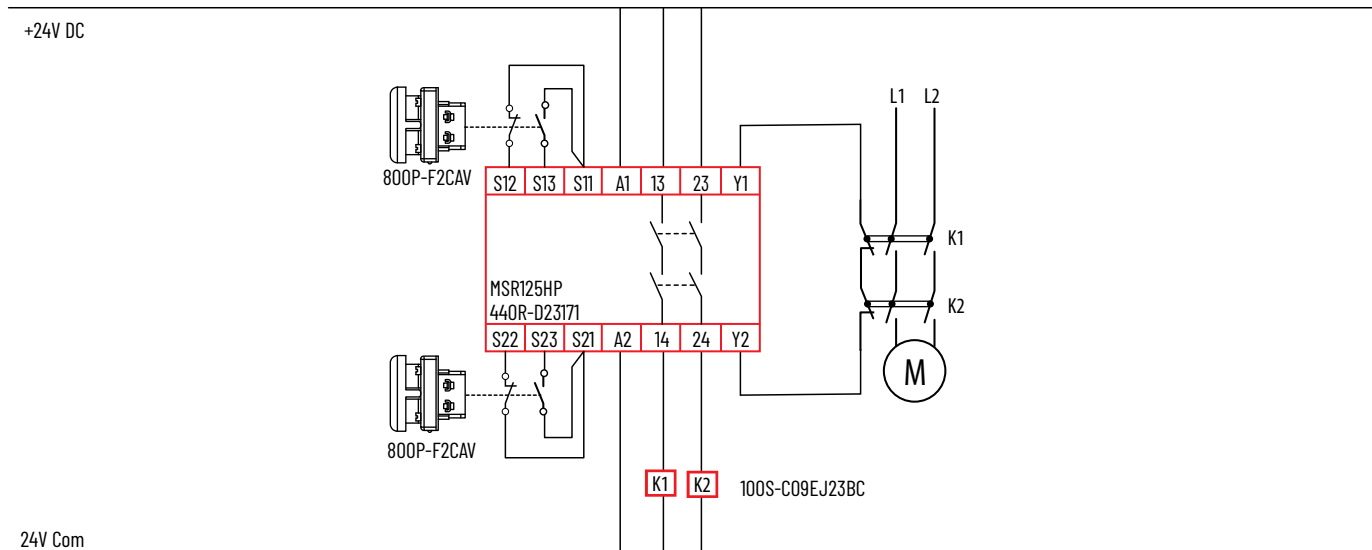 +24V DC
L1 L2
800P-F2CAV
S12 S13 S11 A1 13 23 Y1
K1
MSR125HP
440R-D23171
K2
S22 S23 S21 A2 14 24 Y2
M
800P-F2CAV
K1 K2 100S-C09EJ23BC
24V Com